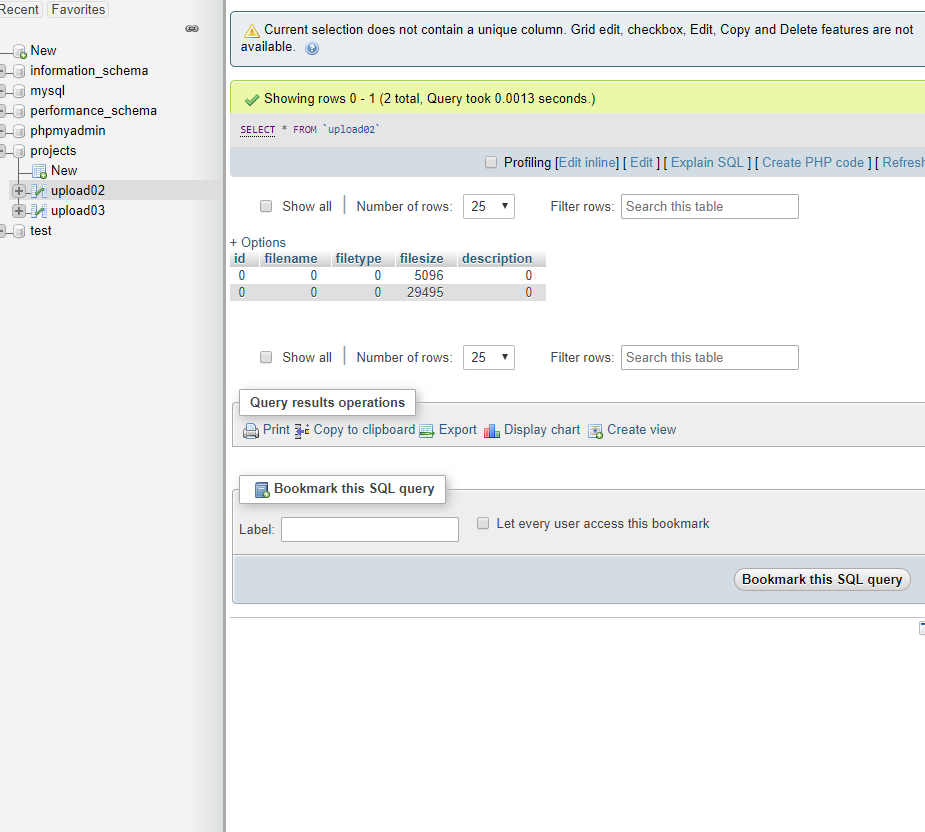 Recent Favorites
New
information_schema
mysql
performance_schema
phpmyadmin
projects
New
upload02
upload03
test
Current selection does not contain a unique column. Grid edit, checkbox, Edit, Copy and Delete features are not
available.
Showing rows 0 - 1 (2 total, Query took 0.0013 seconds.)
SELECT * FROM `upload02`
Profiling [Edit inline] [ Edit ] [ Explain SQL ] [ Create PHP code ] [ Refresh
Show all Number of rows: 25 Filter rows: Search this table
+ Options
id filename filetype filesize description
0 0 0 5096 0
0 0 0 29495 0
Show all Number of rows: 25 Filter rows: Search this table
Query results operations
Print Copy to clipboard Export Display chart Create view
Bookmark this SQL query
Label: Let every user access this bookmark
Bookmark this SQL query